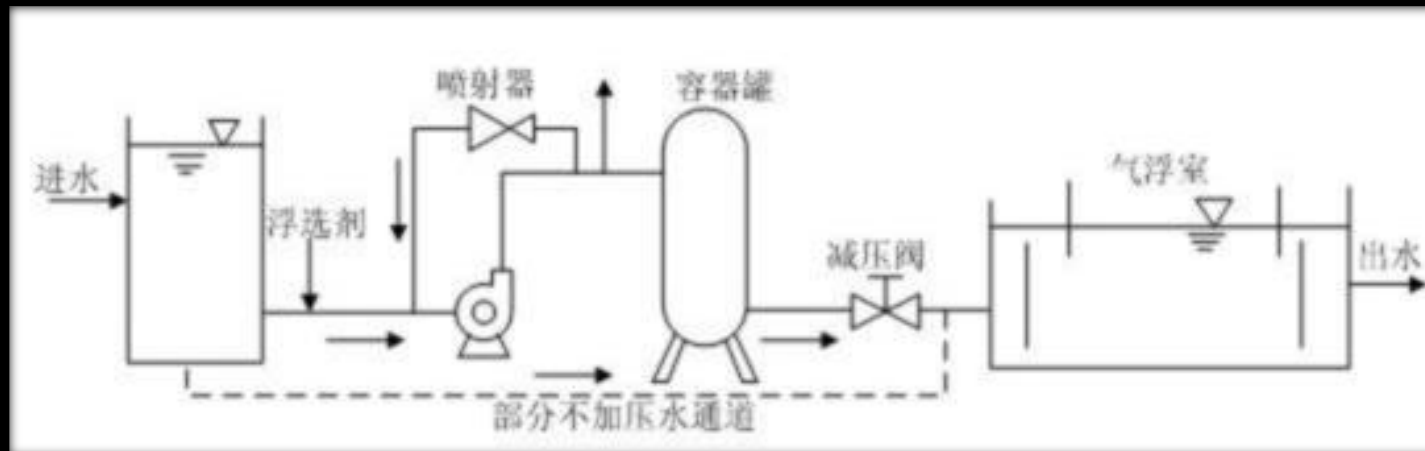 喷射器
容器罐
进水
浮选剂
气浮室
减压阀
出水
部分不加压水通道